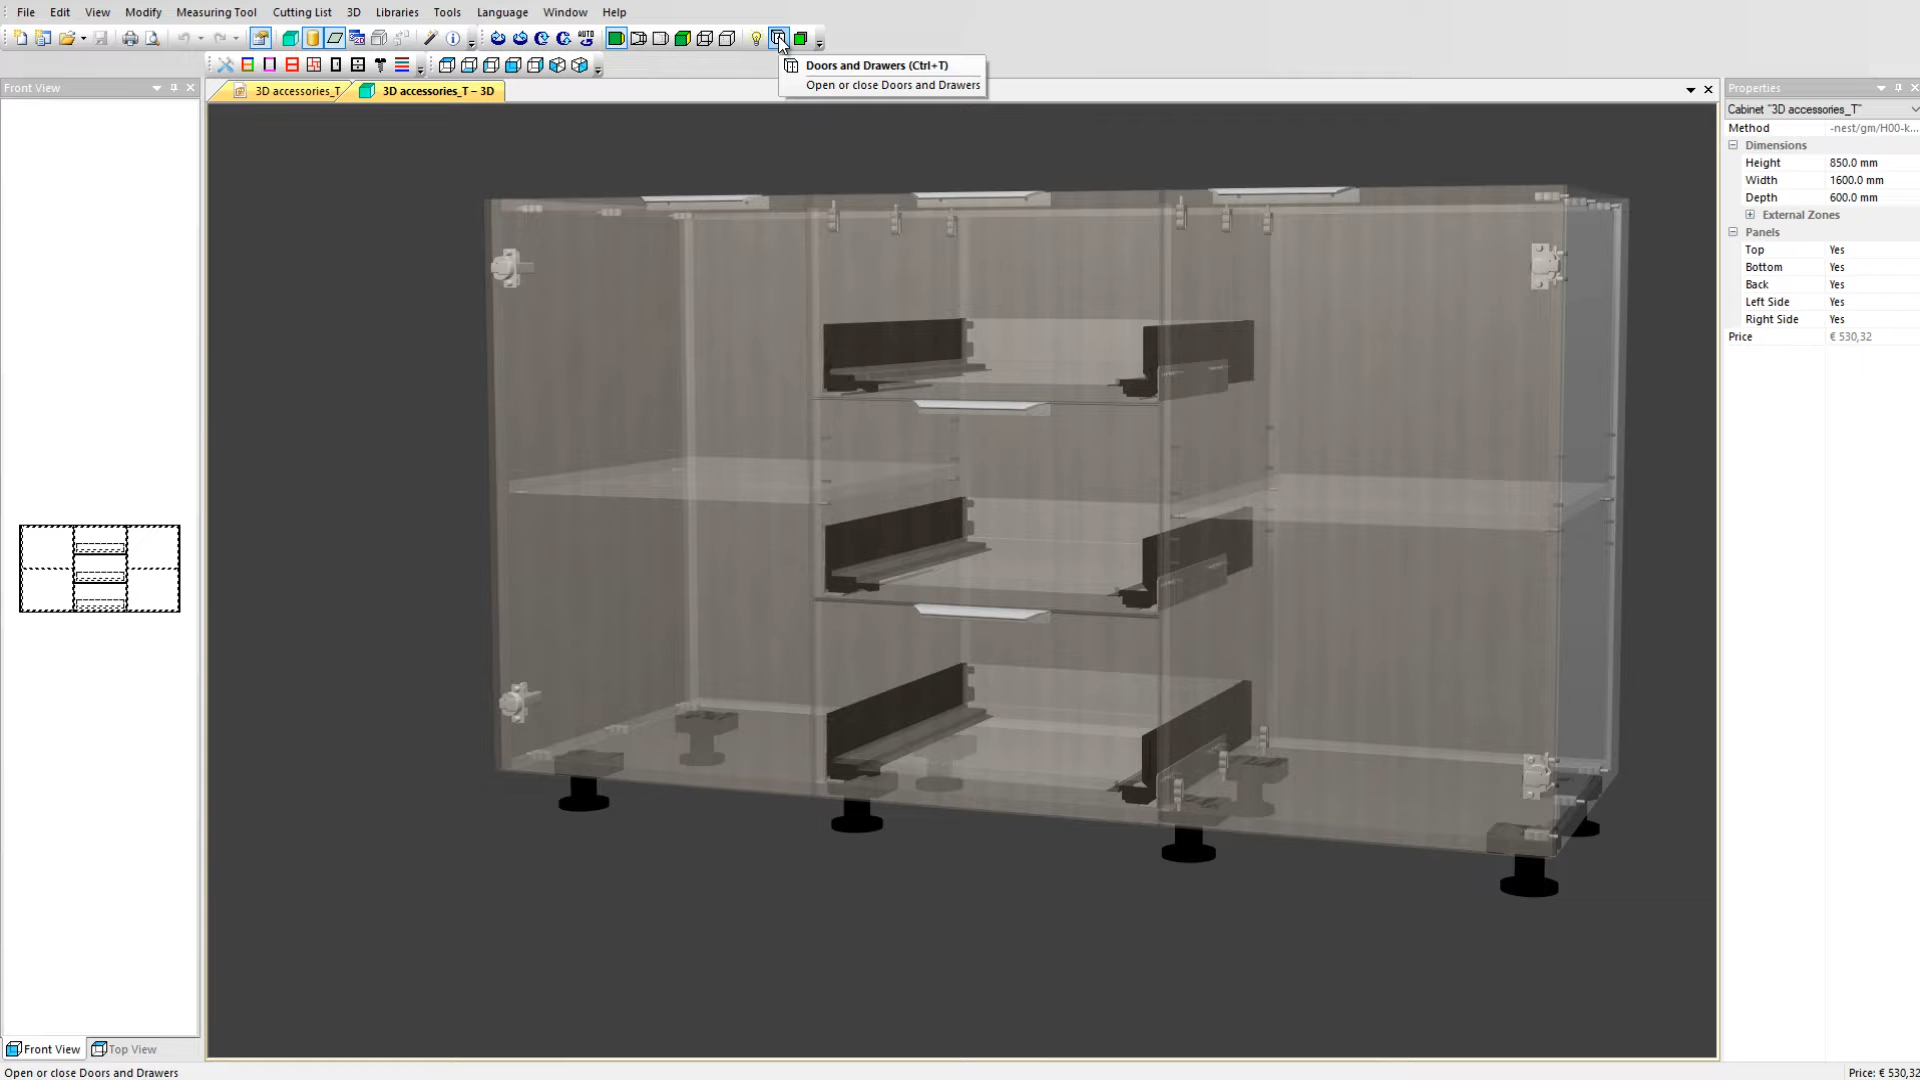 File Edit View Modify Measuring Tool Cutting List 3D Libraries Tools Language Window Help
AUTO
Doors and Drawers (Ctrl+T)
Open or close Doors and Drawers
Front View
3D accessories_T
3D accessories_T – 3D
Properties
Cabinet "3D accessories_T"
Method -nest/gm/H00-k...
Dimensions
Height 850.0 mm
Width 1600.0 mm
Depth 600.0 mm
External Zones
Panels
Top Yes
Bottom Yes
Back Yes
Left Side Yes
Right Side Yes
Price € 530,32
Front View Top View
Open or close Doors and Drawers
Price: € 530,32